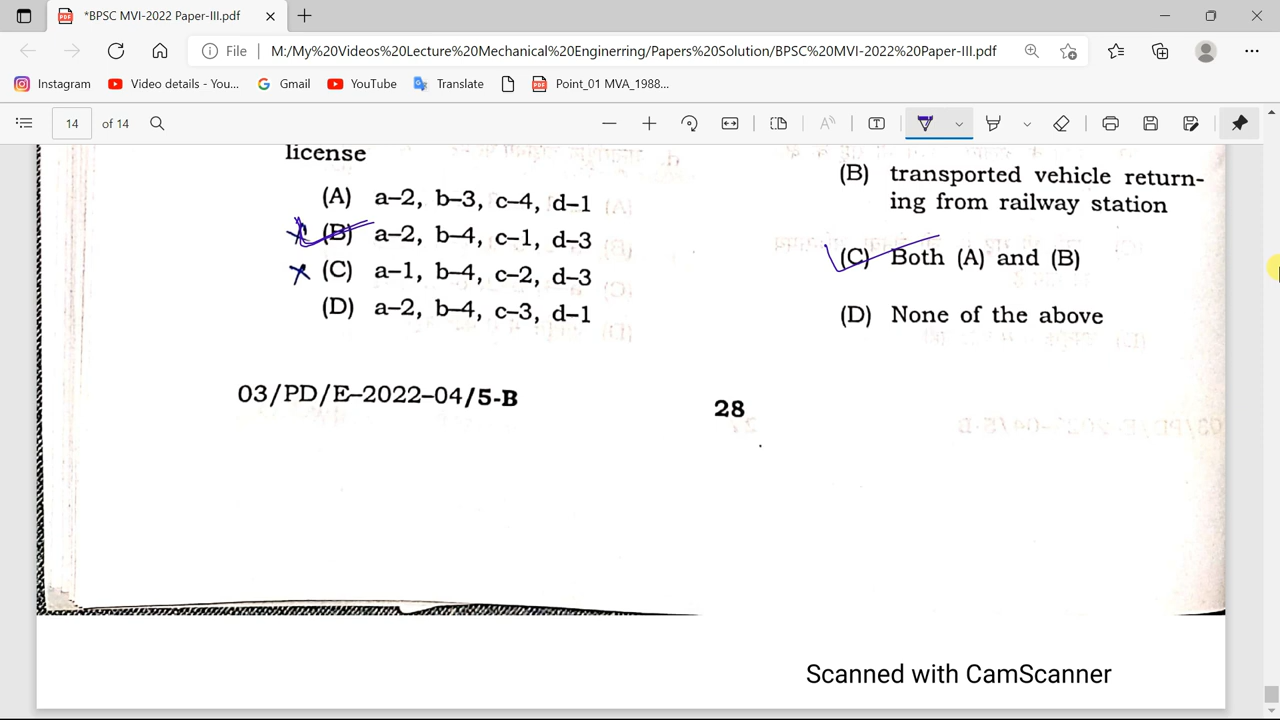 *BPSC MVI-2022 Paper-III.pdf
File M:/My%20Videos%20Lecture%20Mechanical%20Enginerring/Papers%20Solution/BPSC%20MVI-2022%20Paper-III.pdf
Instagram Video details - You... Gmail YouTube Translate Point_01 MVA_1988...
14 of 14
license
(A) a–2, b–3, c–4, d–1
(B) a–2, b–4, c–1, d–3
(C) a–1, b–4, c–2, d–3
(D) a–2, b–4, c–3, d–1
(B) transported vehicle return-
ing from railway station
(C) Both (A) and (B)
(D) None of the above
03/PD/E–2022–04/5-B
28
Scanned with CamScanner